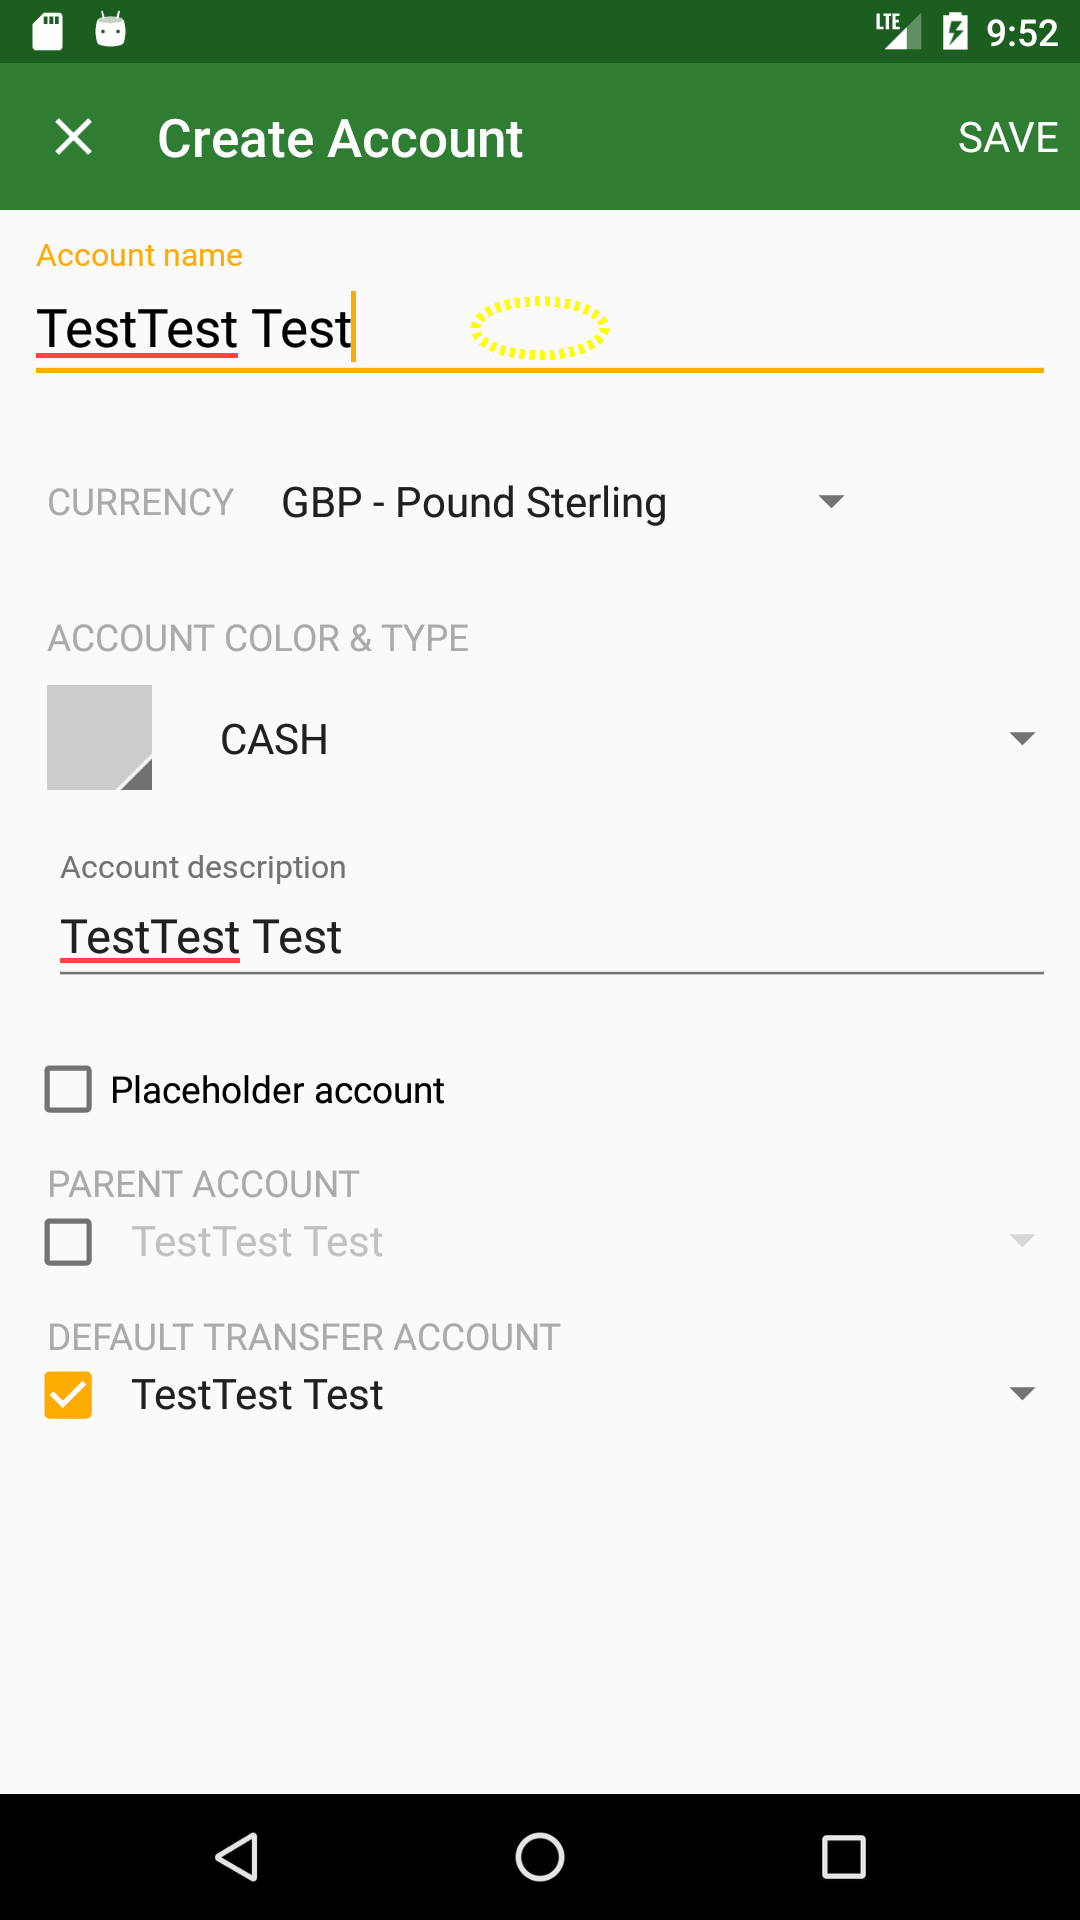 LTE 9:52
Create Account SAVE
Account name
TestTest Test
CURRENCY GBP - Pound Sterling
ACCOUNT COLOR & TYPE
CASH
Account description
TestTest Test
Placeholder account
PARENT ACCOUNT
TestTest Test
DEFAULT TRANSFER ACCOUNT
TestTest Test